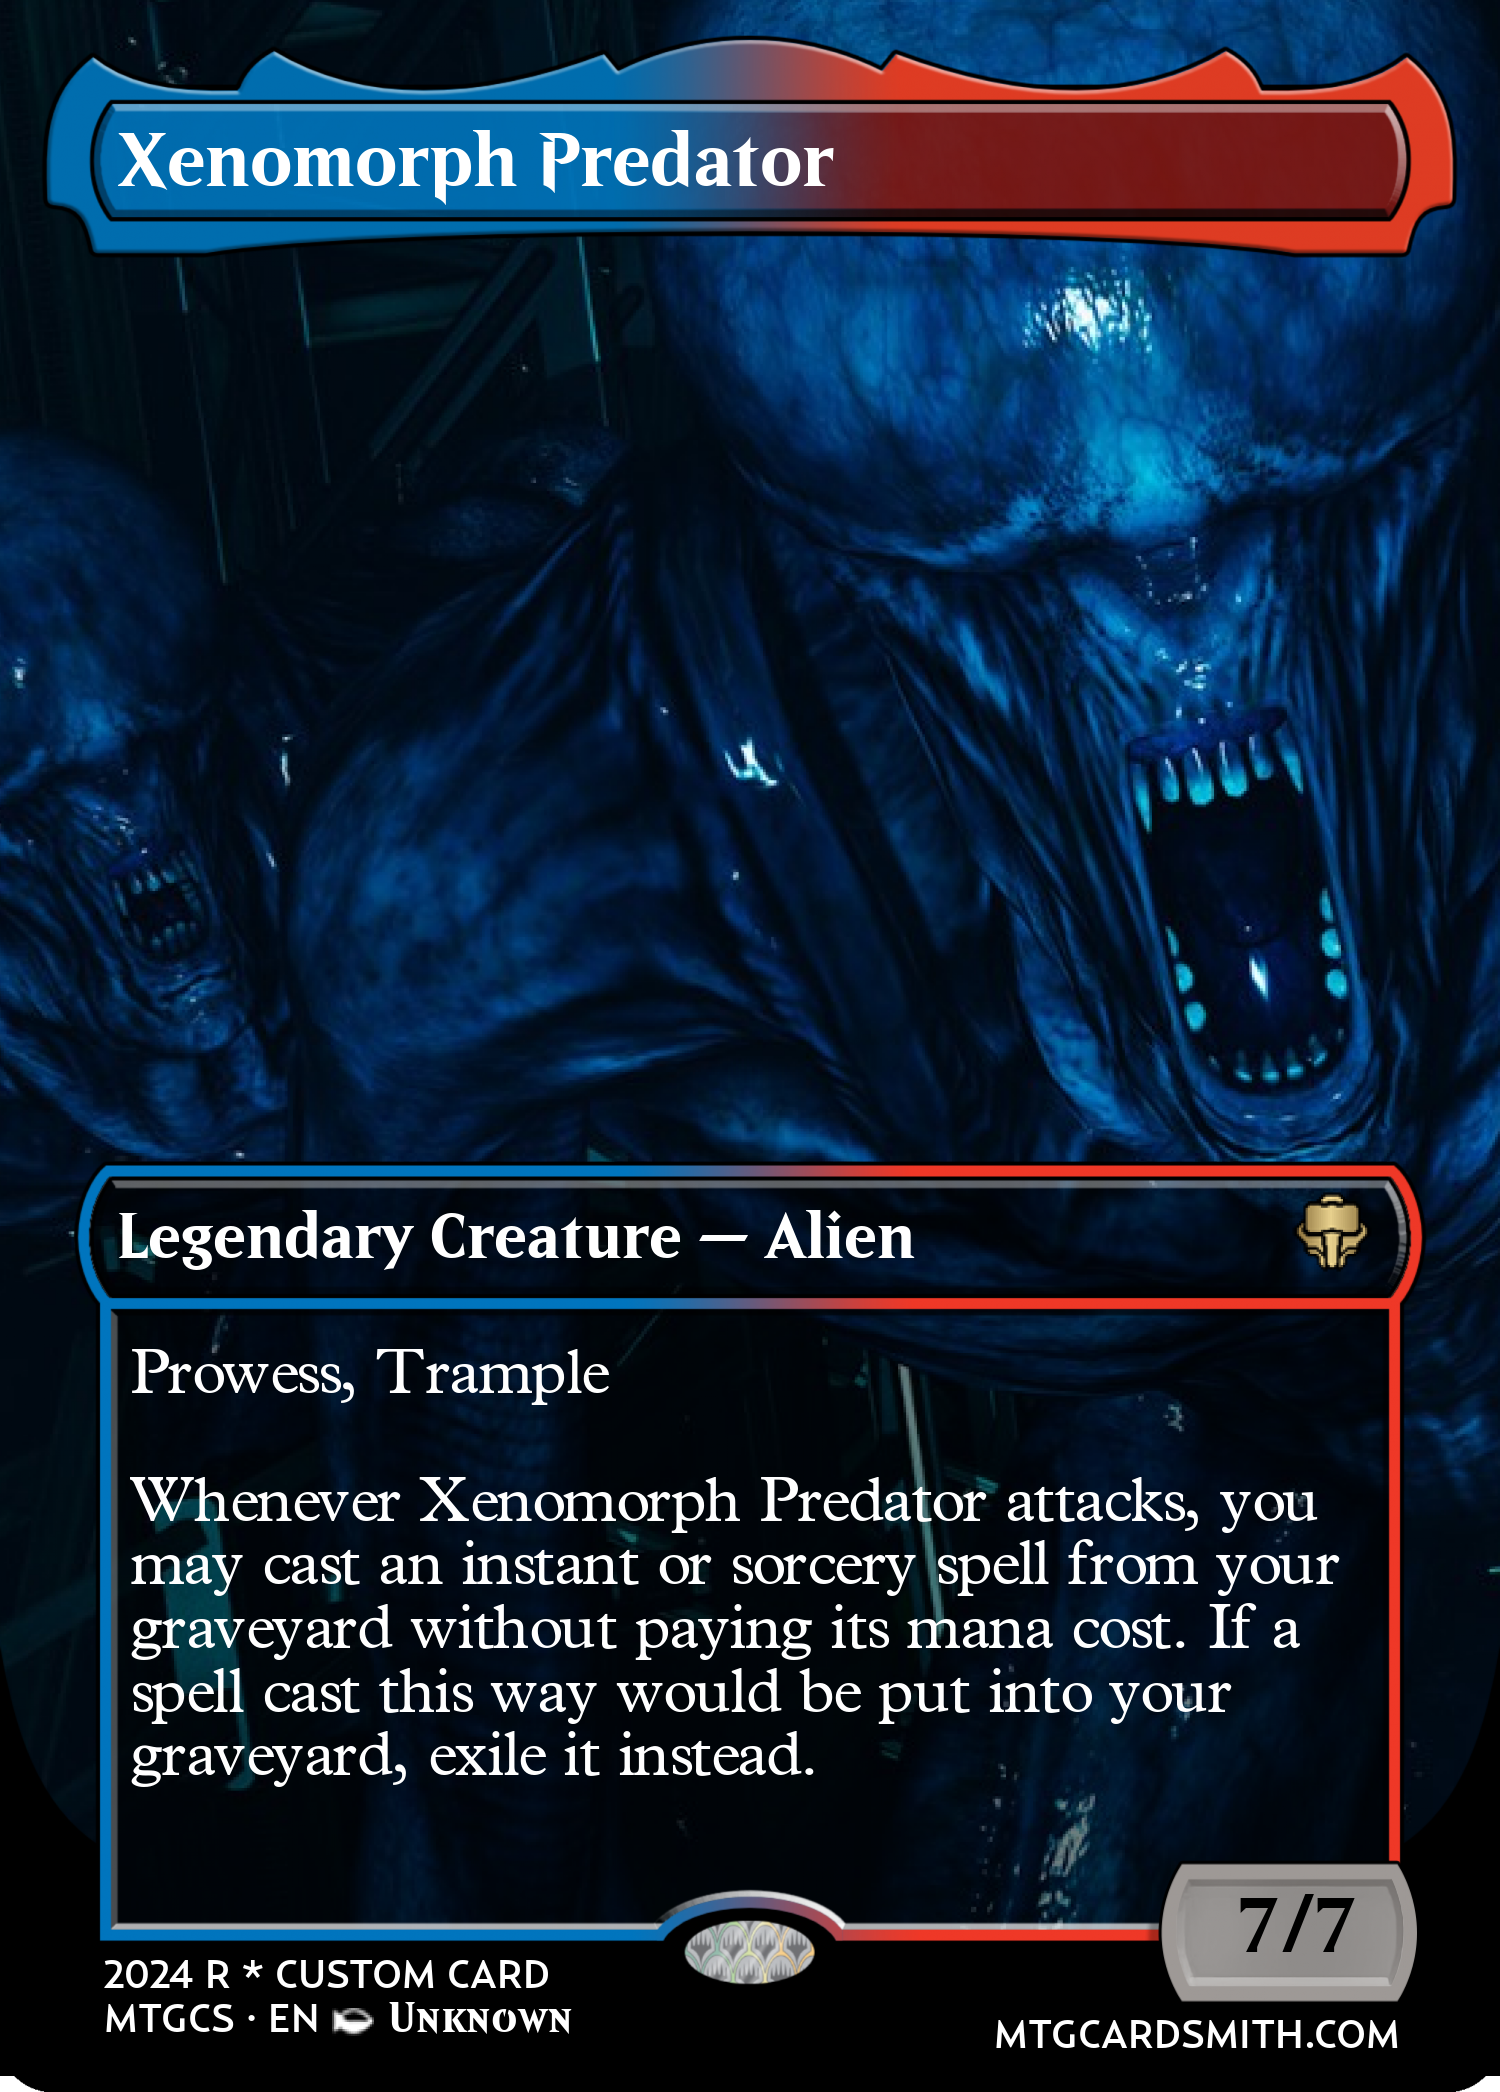 Xenomorph Predator
Legendary Creature — Alien
Prowess, Trample
Whenever Xenomorph Predator attacks, you
may cast an instant or sorcery spell from your
graveyard without paying its mana cost. If a
spell cast this way would be put into your
graveyard, exile it instead.
7/7
2024 R * CUSTOM CARD
MTGCS · EN UNKNOWN
MTGCARDSMITH.COM